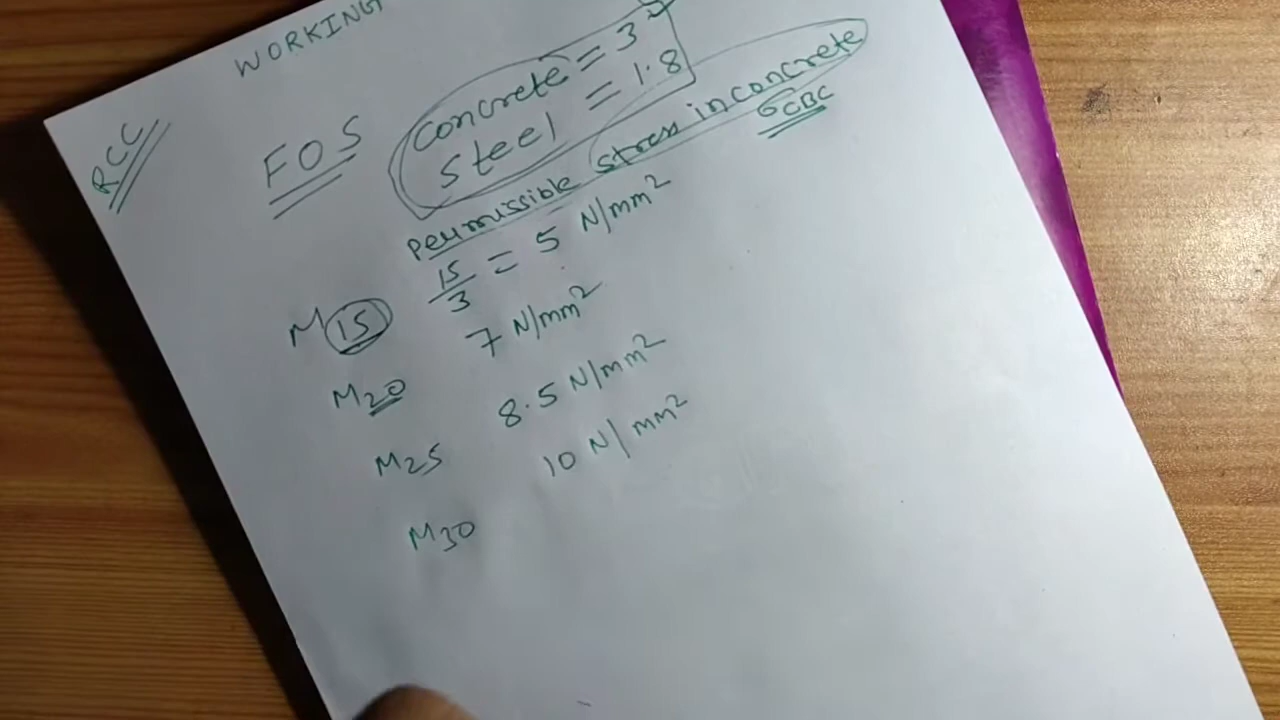 WORKING
RCC
FOS
Concrete = 3
Steel = 1.8
Permissible stress in concrete
σCBC
M15 15/3 = 5 N/mm²
M20 7 N/mm²
M25 8.5 N/mm²
M30 10 N/mm²